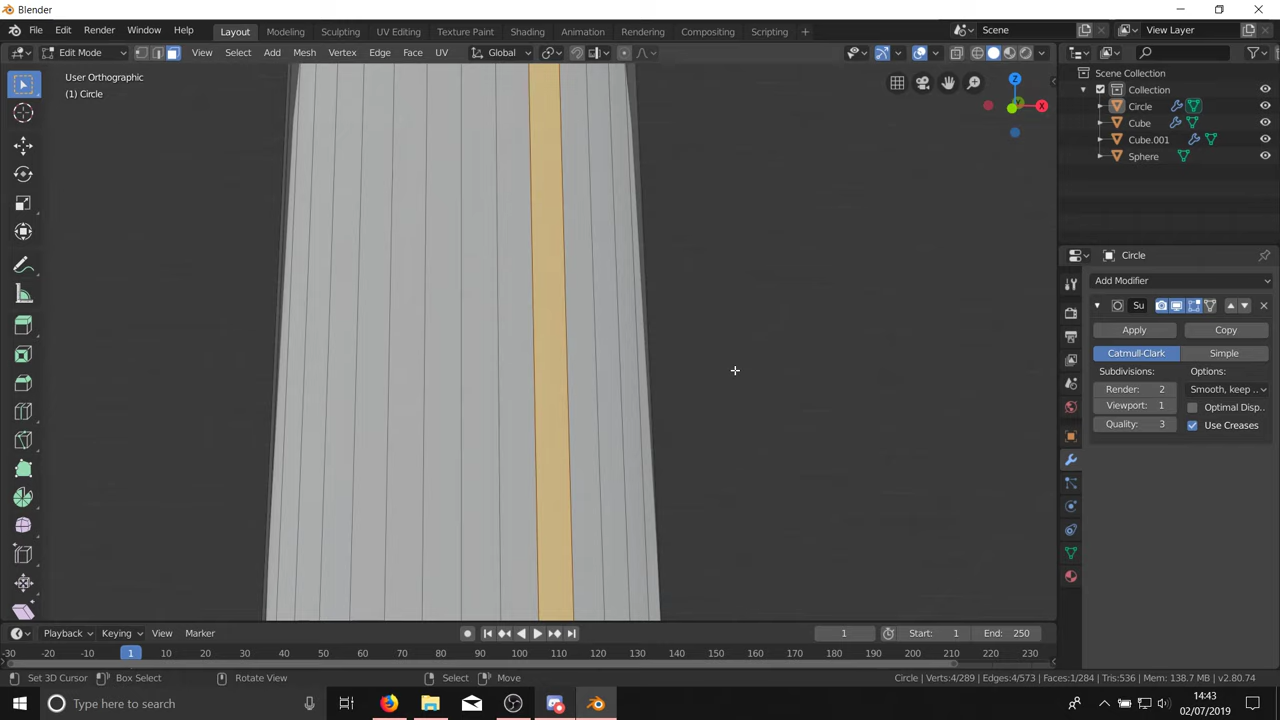 Blender
File Edit Render Window Help Layout Modeling Sculpting UV Editing Texture Paint Shading Animation Rendering Compositing Scripting + Scene View Layer
Edit Mode View Select Add Mesh Vertex Edge Face UV Global
User Orthographic
(1) Circle
Z
X
Y
Scene Collection
Collection
Circle
Cube
Cube.001
Sphere
Circle
Add Modifier
Su
Apply Copy
Catmull-Clark Simple
Subdivisions: Options:
Render: 2 Smooth, keep ..
Viewport: 1 Optimal Disp..
Quality: 3 Use Creases
Playback Keying View Marker 1 Start: 1 End: 250
-30 -20 -10 1 10 20 30 40 50 60 70 80 90 100 110 120 130 140 150 160 170 180 190 200 210 220 230
Set 3D Cursor Box Select Rotate View Select Move Circle | Verts:4/289 | Edges:4/573 | Faces:1/284 | Tris:536 | Mem: 138.7 MB | v2.80.74
Type here to search
14:43
02/07/2019